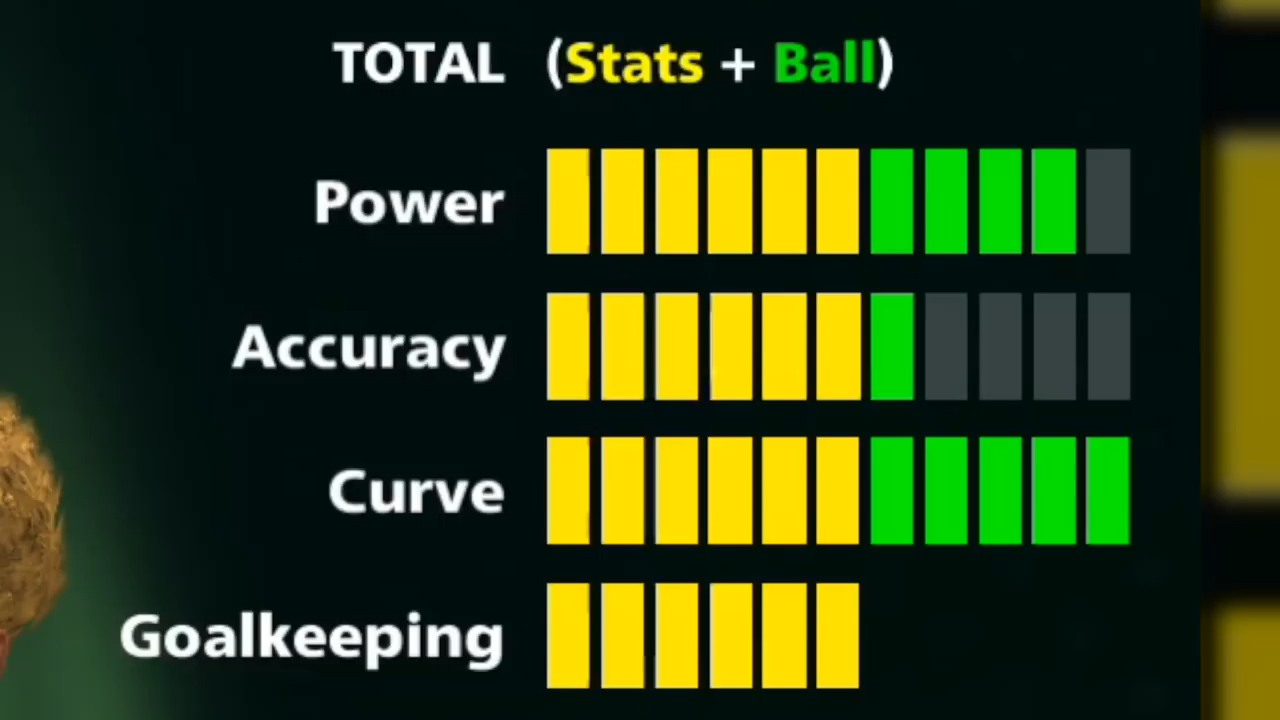 TOTAL (Stats + Ball)
Power
Accuracy
Curve
Goalkeeping